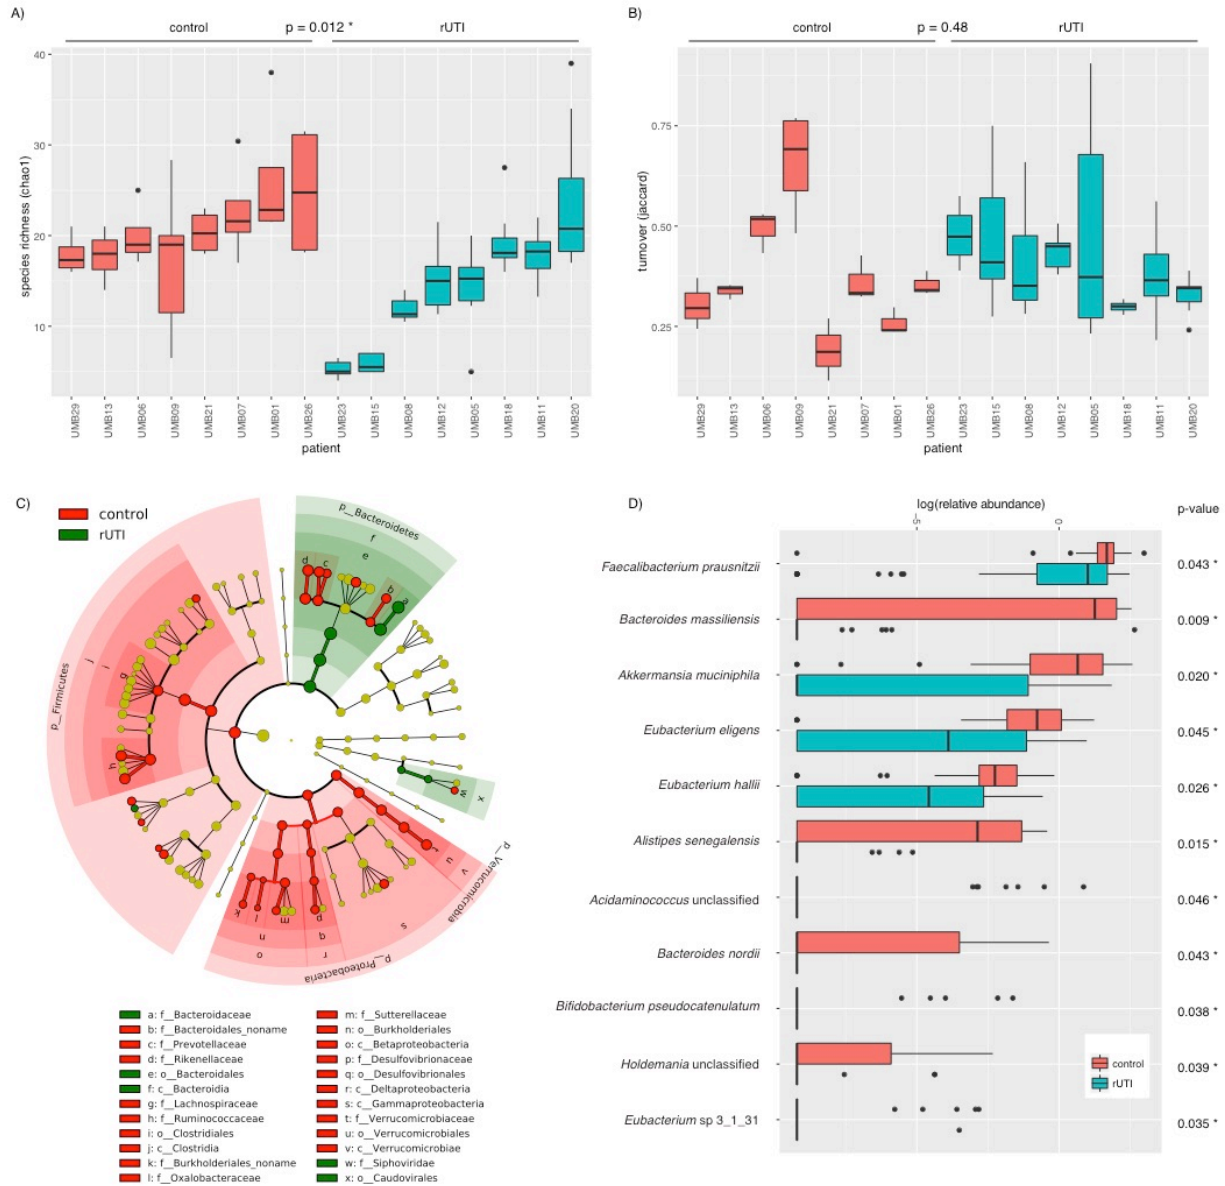 A)
control
p = 0.012 *
rUTI
40
30
20
10
species richness (chao1)
UMB29
UMB13
UMB06
UMB09
UMB21
UMB07
UMB01
UMB26
UMB23
UMB15
UMB08
UMB12
UMB05
UMB18
UMB11
UMB20
patient
B)
control
p = 0.48
rUTI
0.75
0.50
0.25
turnover (jaccard)
UMB29
UMB13
UMB06
UMB09
UMB21
UMB07
UMB01
UMB26
UMB23
UMB15
UMB08
UMB12
UMB05
UMB18
UMB11
UMB20
patient
C)
control
rUTI
p__Bacteroidetes
f
e
d
c
b
a
p__Firmicutes
j
i
g
h
w
x
p__Verrucomicrobia
t
u
v
k
l
m
n
o
p
q
r
s
p__Proteobacteria
a: f__Bacteroidaceae
b: f__Bacteroidales_noname
c: f__Prevotellaceae
d: f__Rikenellaceae
e: o__Bacteroidales
f: c__Bacteroidia
g: f__Lachnospiraceae
h: f__Ruminococcaceae
i: o__Clostridiales
j: c__Clostridia
k: f__Burkholderiales_noname
l: f__Oxalobacteraceae
m: f__Sutterellaceae
n: o__Burkholderiales
o: c__Betaproteobacteria
p: f__Desulfovibrionaceae
q: o__Desulfovibrionales
r: c__Deltaproteobacteria
s: c__Gammaproteobacteria
t: f__Verrucomicrobiaceae
u: o__Verrucomicrobiales
v: c__Verrucomicrobiae
w: f__Siphoviridae
x: o__Caudovirales
D)
log(relative abundance)
p-value
-5
0
Faecalibacterium prausnitzii
0.043 *
Bacteroides massiliensis
0.009 *
Akkermansia muciniphila
0.020 *
Eubacterium eligens
0.045 *
Eubacterium hallii
0.026 *
Alistipes senegalensis
0.015 *
Acidaminococcus unclassified
0.046 *
Bacteroides nordii
0.043 *
Bifidobacterium pseudocatenulatum
0.038 *
Holdemania unclassified
0.039 *
Eubacterium sp 3_1_31
0.035 *
control
rUTI